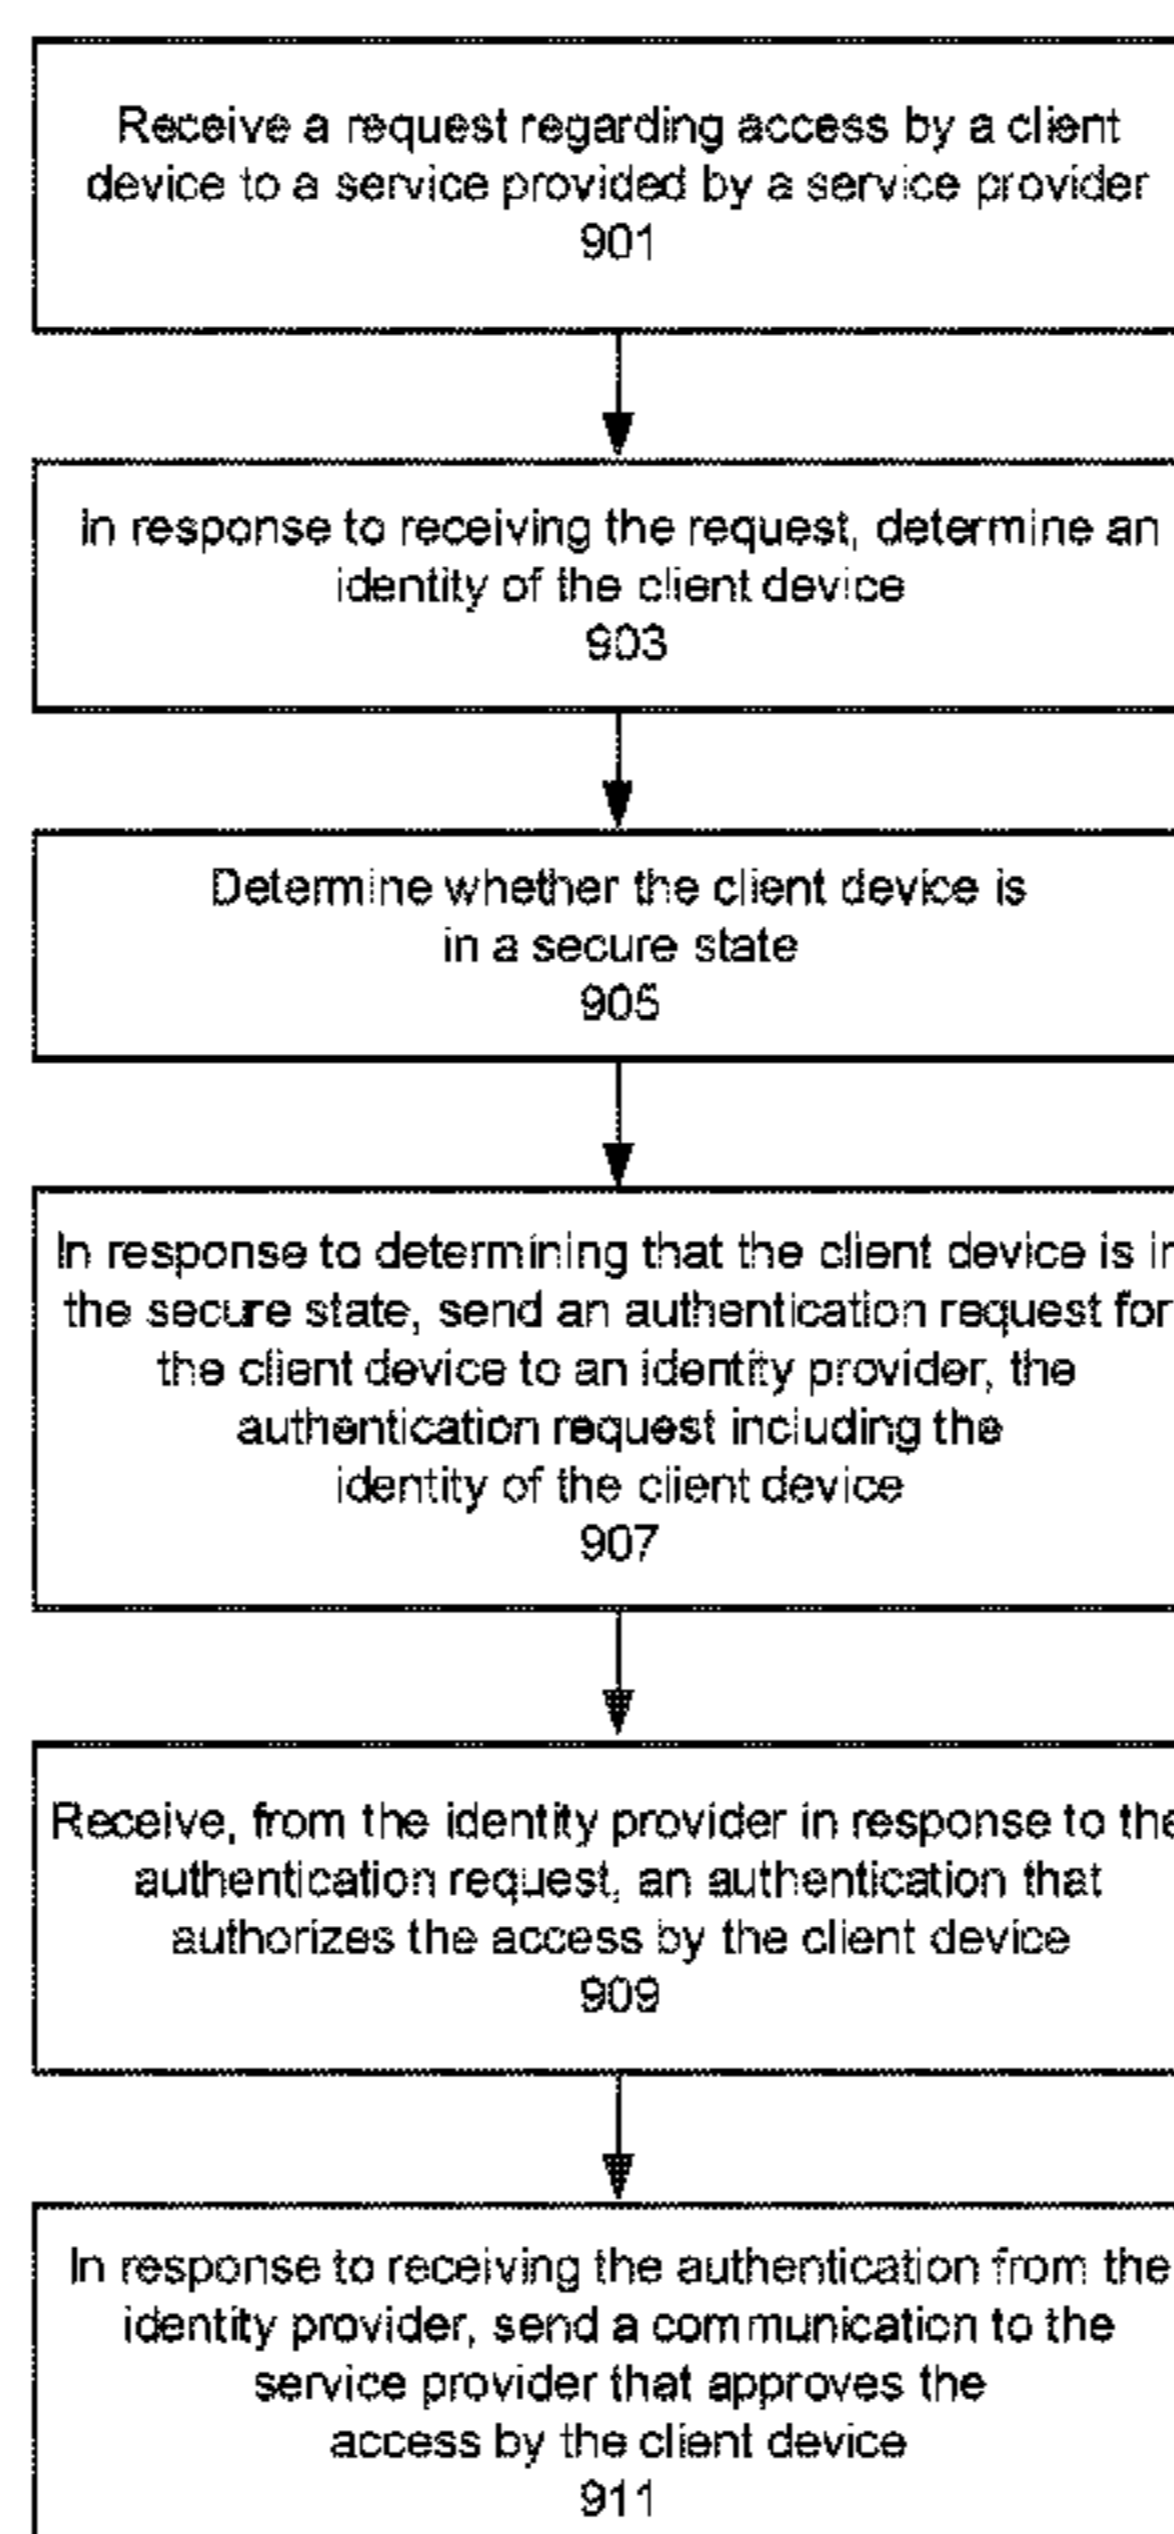 Receive a request regarding access by a client
device to a service provided by a service provider
901
In response to receiving the request, determine an
identity of the client device
903
Determine whether the client device is
in a secure state
905
In response to determining that the client device is in
the secure state, send an authentication request for
the client device to an identity provider, the
authentication request including the
identity of the client device
907
Receive, from the identity provider in response to the
authentication request, an authentication that
authorizes the access by the client device
909
In response to receiving the authentication from the
identity provider, send a communication to the
service provider that approves the
access by the client device
911